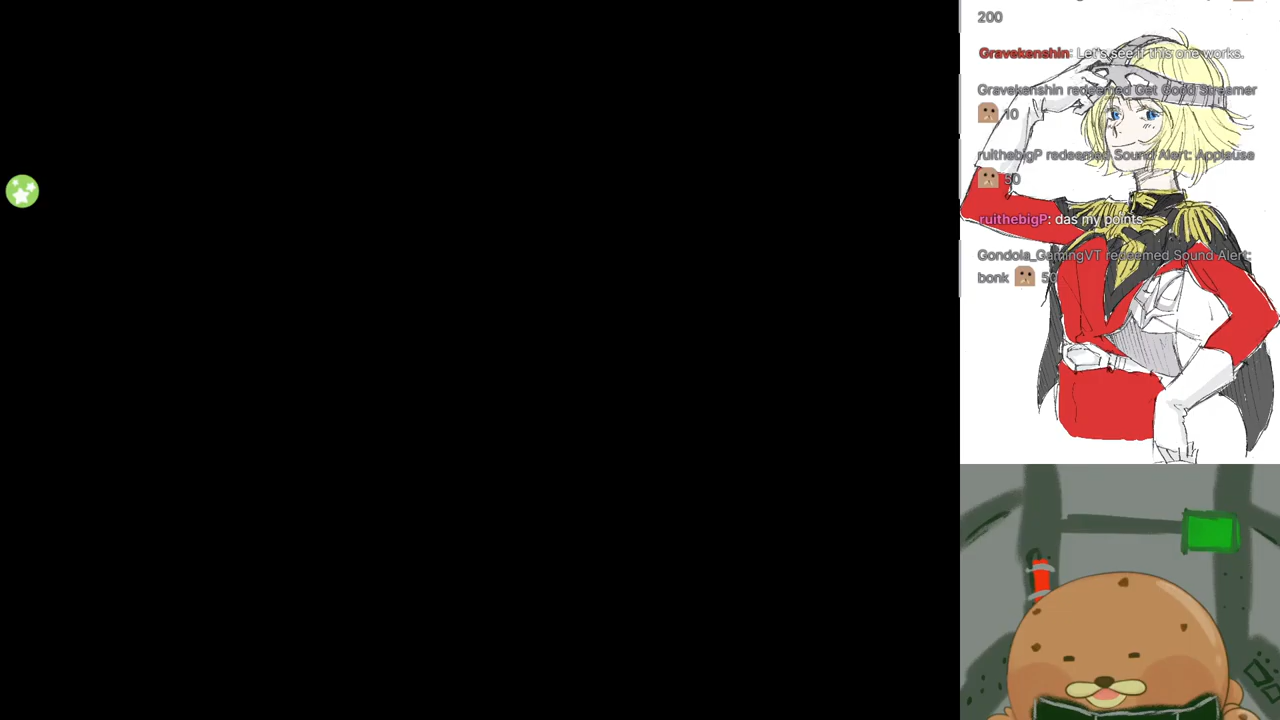 200
Gravekenshin: Let's see if this one works.
Gravekenshin redeemed Get Good Streamer
10
ruithebigP redeemed Sound Alert: Applause
50
ruithebigP: das my points
Gondola_GamingVT redeemed Sound Alert:
bonk 50